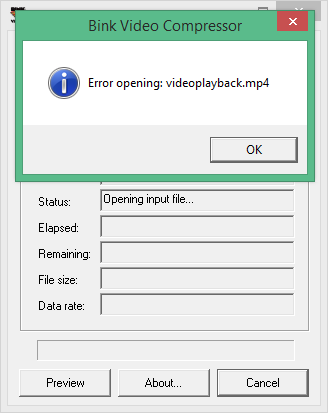 Bink Video Compressor
Error opening: videoplayback.mp4
OK
Status: Opening input file...
Elapsed:
Remaining:
File size:
Data rate:
Preview About... Cancel